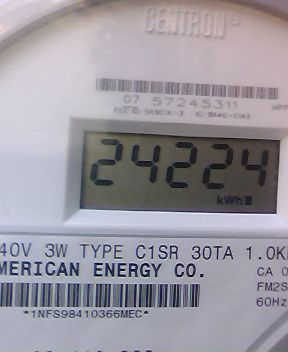 CENTRON®
07 57245311
24224
kWh
40V 3W TYPE C1SR 30TA 1.0K
MERICAN ENERGY CO.
CA 0
FM2S
60Hz
*1NFS98410366MEC*